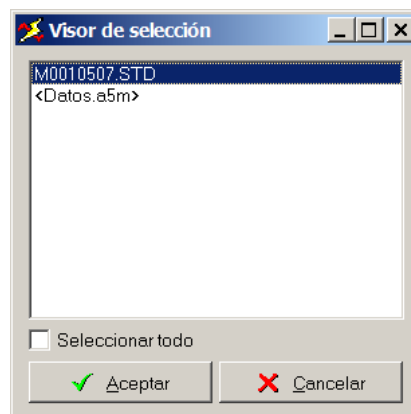 Visor de selección
M0010507.STD
<Datos.a5m>
Seleccionar todo
Aceptar
Cancelar